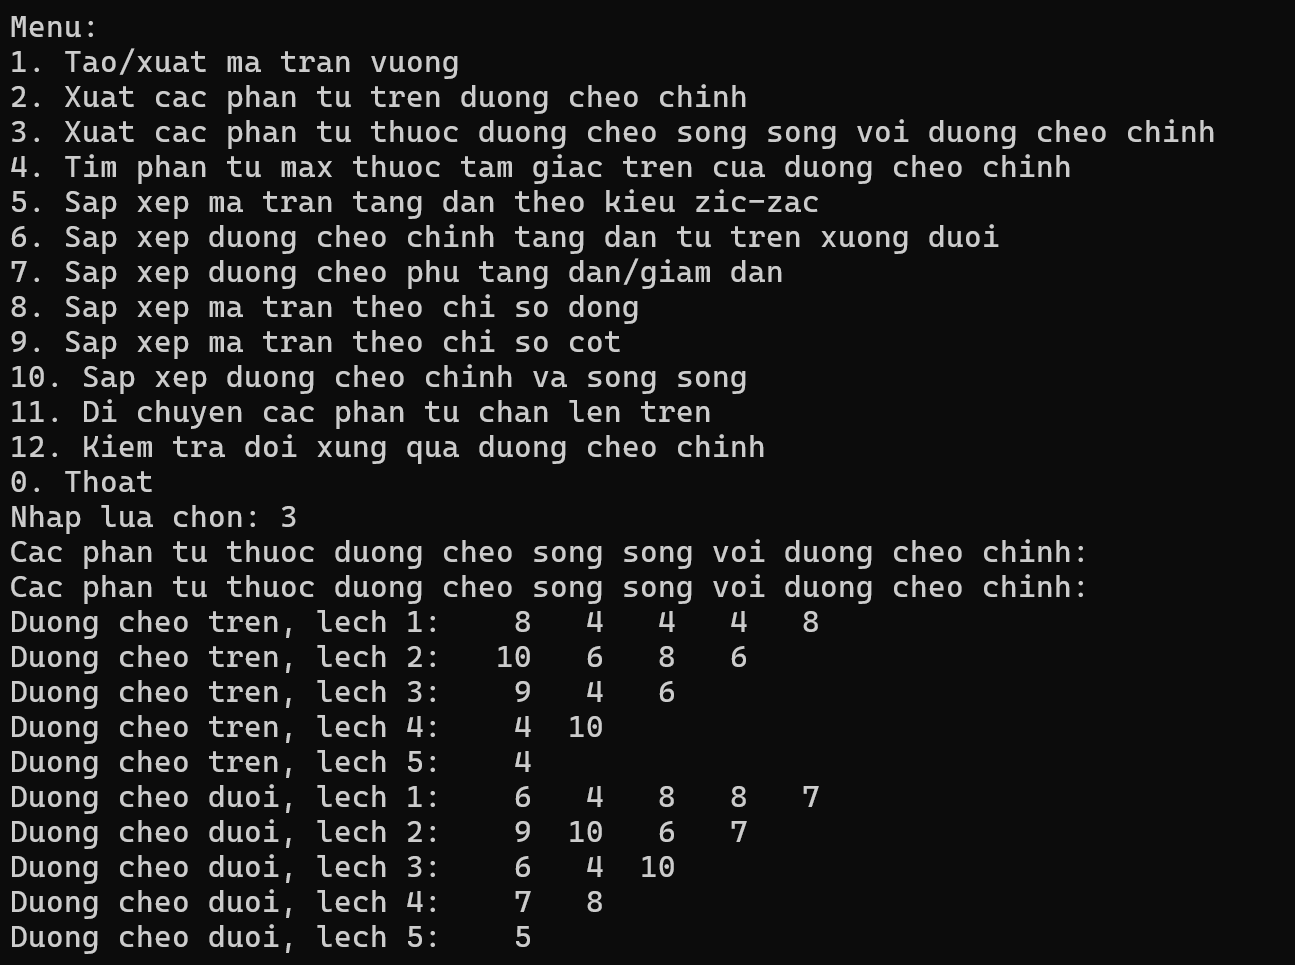 Menu:
1. Tao/xuat ma tran vuong
2. Xuat cac phan tu tren duong cheo chinh
3. Xuat cac phan tu thuoc duong cheo song song voi duong cheo chinh
4. Tim phan tu max thuoc tam giac tren cua duong cheo chinh
5. Sap xep ma tran tang dan theo kieu zic-zac
6. Sap xep duong cheo chinh tang dan tu tren xuong duoi
7. Sap xep duong cheo phu tang dan/giam dan
8. Sap xep ma tran theo chi so dong
9. Sap xep ma tran theo chi so cot
10. Sap xep duong cheo chinh va song song
11. Di chuyen cac phan tu chan len tren
12. Kiem tra doi xung qua duong cheo chinh
0. Thoat
Nhap lua chon: 3
Cac phan tu thuoc duong cheo song song voi duong cheo chinh:
Cac phan tu thuoc duong cheo song song voi duong cheo chinh:
Duong cheo tren, lech 1:    8   4   4   4   8
Duong cheo tren, lech 2:   10   6   8   6
Duong cheo tren, lech 3:    9   4   6
Duong cheo tren, lech 4:    4  10
Duong cheo tren, lech 5:    4
Duong cheo duoi, lech 1:    6   4   8   8   7
Duong cheo duoi, lech 2:    9  10   6   7
Duong cheo duoi, lech 3:    6   4  10
Duong cheo duoi, lech 4:    7   8
Duong cheo duoi, lech 5:    5